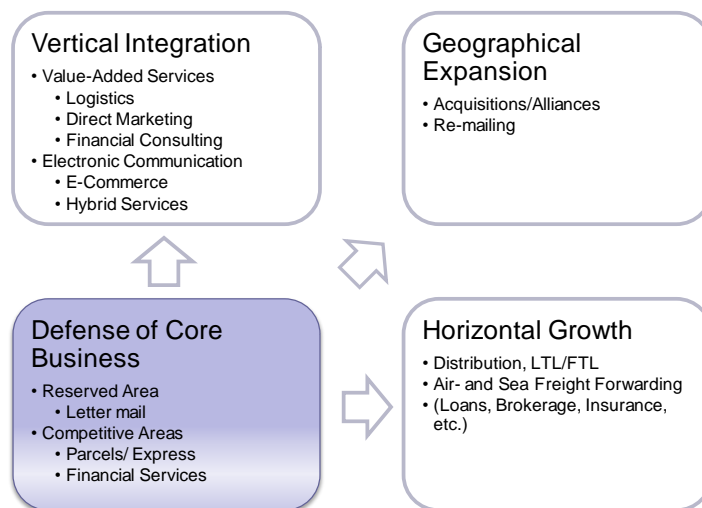 Vertical Integration
• Value-Added Services
• Logistics
• Direct Marketing
• Financial Consulting
• Electronic Communication
• E-Commerce
• Hybrid Services
Geographical
Expansion
• Acquisitions/Alliances
• Re-mailing
Defense of Core
Business
• Reserved Area
• Letter mail
• Competitive Areas
• Parcels/ Express
• Financial Services
Horizontal Growth
• Distribution, LTL/FTL
• Air- and Sea Freight Forwarding
• (Loans, Brokerage, Insurance,
etc.)